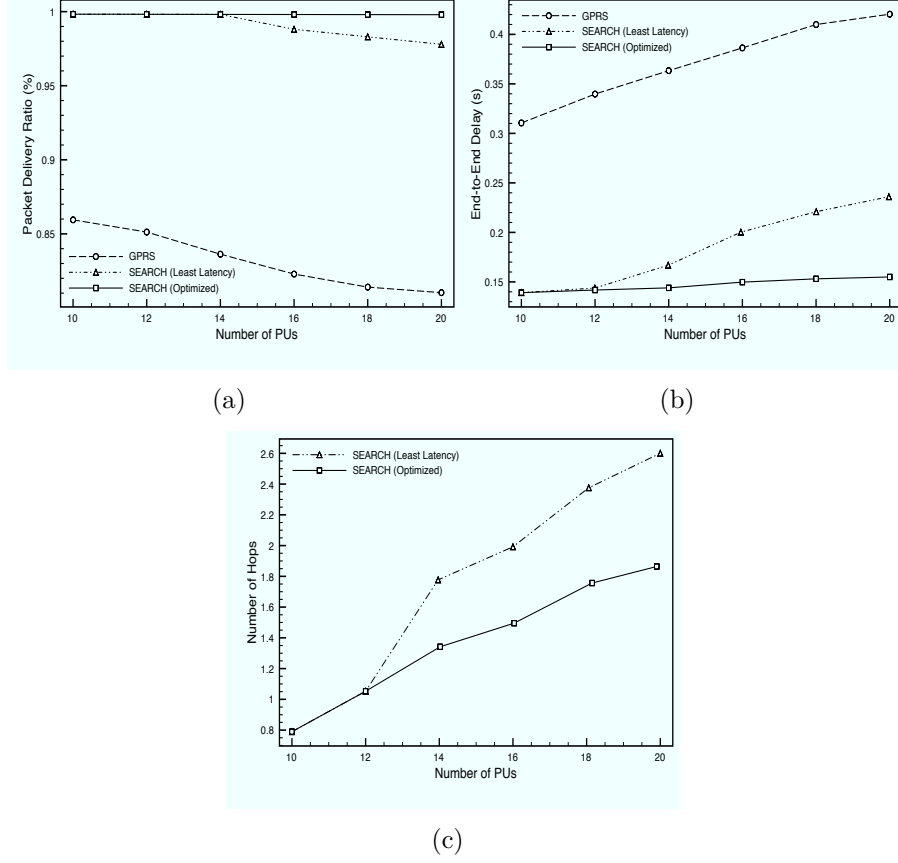 1
0.95
0.9
0.85
Packet Delivery Ratio (%)
GPRS
SEARCH (Least Latency)
SEARCH (Optimized)
10 12 14 16 18 20
Number of PUs
(a)
0.4
0.35
0.3
0.25
0.2
0.15
End-to-End Delay (s)
GPRS
SEARCH (Least Latency)
SEARCH (Optimized)
10 12 14 16 18 20
Number of PUs
(b)
2.6
2.4
2.2
2
1.8
1.6
1.4
1.2
1
0.8
Number of Hops
SEARCH (Least Latency)
SEARCH (Optimized)
10 12 14 16 18 20
Number of PUs
(c)